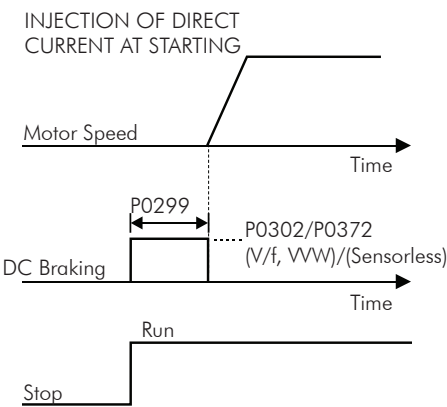 INJECTION OF DIRECT
CURRENT AT STARTING
Motor Speed
Time
P0299
P0302/P0372
(V/f, VVW)/(Sensorless)
DC Braking
Time
Run
Stop